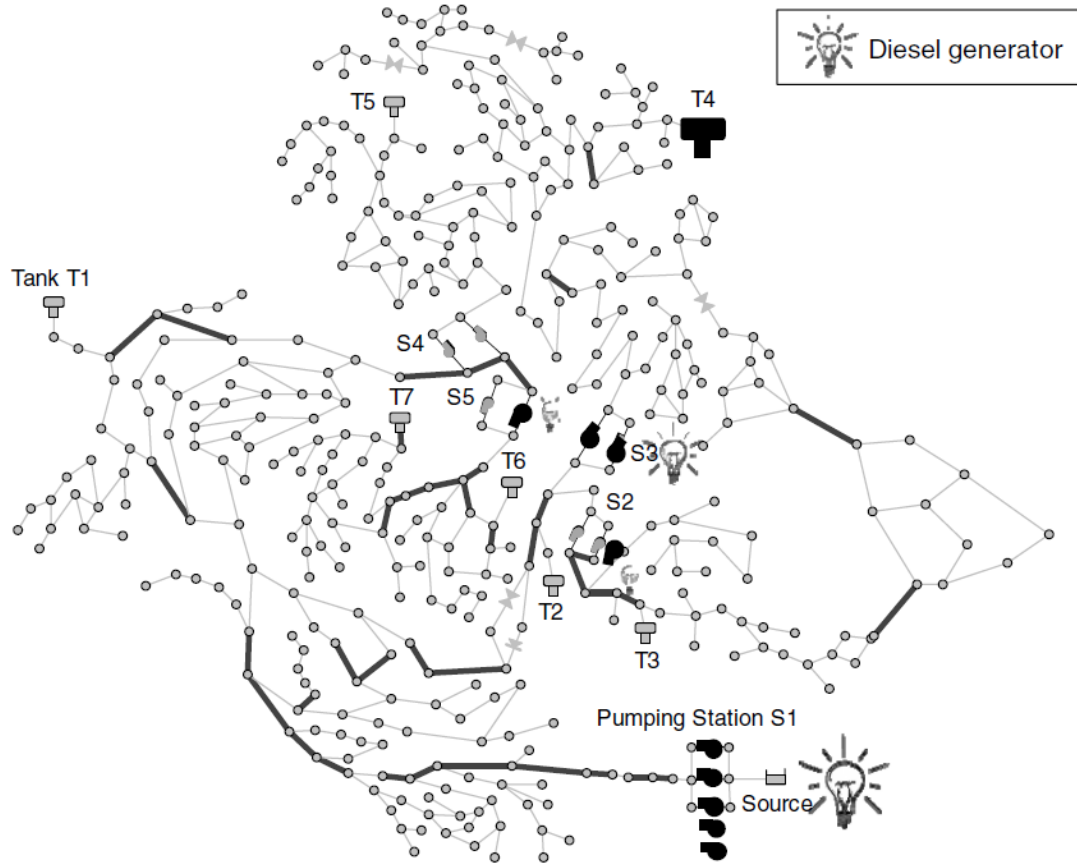 Diesel generator
T5
T4
Tank T1
S4
S5
T7
S3
T6
S2
T2
T3
Pumping Station S1
Source